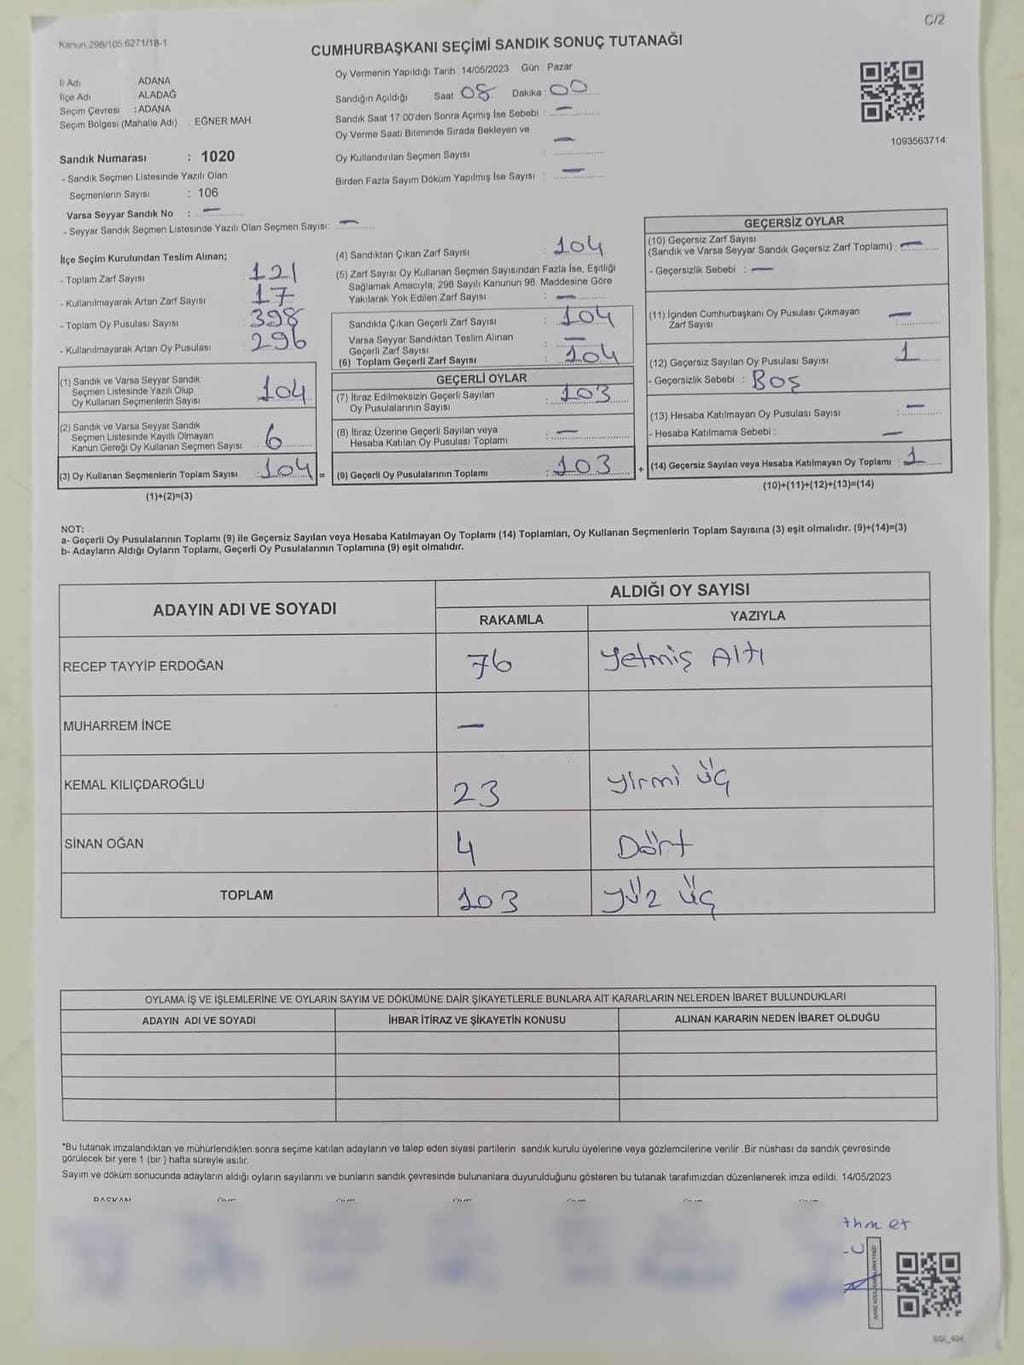 C/2
Kanun 298/105 6271/18-1
CUMHURBAŞKANI SEÇİMİ SANDIK SONUÇ TUTANAĞI
İl Adı : ADANA
İlçe Adı : ALADAĞ
Seçim Çevresi : ADANA
Seçim Bölgesi (Mahalle Adı) : EĞNER MAH.
Oy Vermenin Yapıldığı Tarih : 14/05/2023 Gün : Pazar
Sandığın Açıldığı Saat 08 Dakika : 00
Sandık Saat 17:00'den Sonra Açımış İse Sebebi : —
Oy Verme Saati Bitiminde Sırada Bekleyen ve
Oy Kullandırılan Seçmen Sayısı : —
Birden Fazla Sayım Döküm Yapılmış İse Sayısı : —
1093563714
Sandık Numarası : 1020
- Sandık Seçmen Listesinde Yazılı Olan
Seçmenlerin Sayısı : 106
Varsa Seyyar Sandık No : —
- Seyyar Sandık Seçmen Listesinde Yazılı Olan Seçmen Sayısı: —
İlçe Seçim Kurulundan Teslim Alınan;
- Toplam Zarf Sayısı 121
- Kullanılmayarak Artan Zarf Sayısı 17
- Toplam Oy Pusulası Sayısı 398
- Kullanılmayarak Artan Oy Pusulası 296
(1) Sandık ve Varsa Seyyar Sandık
Seçmen Listesinde Yazılı Olup
Oy Kullanan Seçmenlerin Sayısı 104
(2) Sandık ve Varsa Seyyar Sandık
Seçmen Listesinde Kayıtlı Olmayan
Kanun Gereği Oy Kullanan Seçmen Sayısı 6
(3) Oy Kullanan Seçmenlerin Toplam Sayısı 104 =
(1)+(2)=(3)
(4) Sandıktan Çıkan Zarf Sayısı : 104
(5) Zarf Sayısı Oy Kullanan Seçmen Sayısından Fazla İse, Eşitliği
Sağlamak Amacıyla; 298 Sayılı Kanunun 98. Maddesine Göre
Yakılarak Yok Edilen Zarf Sayısı : —
Sandıkta Çıkan Geçerli Zarf Sayısı : 104
Varsa Seyyar Sandıktan Teslim Alınan
Geçerli Zarf Sayısı : —
(6) Toplam Geçerli Zarf Sayısı : 104
GEÇERLİ OYLAR
(7) İtiraz Edilmeksizin Geçerli Sayılan
Oy Pusulalarının Sayısı : 103
(8) İtiraz Üzerine Geçerli Sayılan veya
Hesaba Katılan Oy Pusulası Toplamı : —
(9) Geçerli Oy Pusulalarının Toplamı : 103 +
GEÇERSİZ OYLAR
(10) Geçersiz Zarf Sayısı
(Sandık ve Varsa Seyyar Sandık Geçersiz Zarf Toplamı) : —
- Geçersizlik Sebebi : —
(11) İçinden Cumhurbaşkanı Oy Pusulası Çıkmayan
Zarf Sayısı : —
(12) Geçersiz Sayılan Oy Pusulası Sayısı : 1
- Geçersizlik Sebebi : BOŞ
(13) Hesaba Katılmayan Oy Pusulası Sayısı : —
- Hesaba Katılmama Sebebi : —
(14) Geçersiz Sayılan veya Hesaba Katılmayan Oy Toplamı : 1
(10)+(11)+(12)+(13)=(14)
NOT:
a- Geçerli Oy Pusulalarının Toplamı (9) ile Geçersiz Sayılan veya Hesaba Katılmayan Oy Toplamı (14) Toplamları, Oy Kullanan Seçmenlerin Toplam Sayısına (3) eşit olmalıdır. (9)+(14)=(3)
b- Adayların Aldığı Oyların Toplamı, Geçerli Oy Pusulalarının Toplamına (9) eşit olmalıdır.
ADAYIN ADI VE SOYADI
ALDIĞI OY SAYISI
RAKAMLA YAZIYLA
RECEP TAYYİP ERDOĞAN 76 Yetmiş Altı
MUHARREM İNCE —
KEMAL KILIÇDAROĞLU 23 yirmi üç
SİNAN OĞAN 4 Dört
TOPLAM 103 Yüz üç
OYLAMA İŞ VE İŞLEMLERİNE VE OYLARIN SAYIM VE DÖKÜMÜNE DAİR ŞİKAYETLERLE BUNLARA AİT KARARLARIN NELERDEN İBARET BULUNDUKLARI
ADAYIN ADI VE SOYADI İHBAR İTİRAZ VE ŞİKAYETİN KONUSU ALINAN KARARIN NEDEN İBARET OLDUĞU
*Bu tutanak imzalandıktan ve mühürlendikten sonra seçime katılan adayların ve talep eden siyasi partilerin sandık kurulu üyelerine veya gözlemcilerine verilir .Bir nüshası da sandık çevresinde
görülecek bir yere 1 (bir ) hafta süreyle asılır.
Sayım ve döküm sonucunda adayların aldığı oyların sayılarını ve bunların sandık çevresinde bulunanlara duyurulduğunu gösteren bu tutanak tarafımızdan düzenlenerek imza edildi. 14/05/2023
BAŞKAN